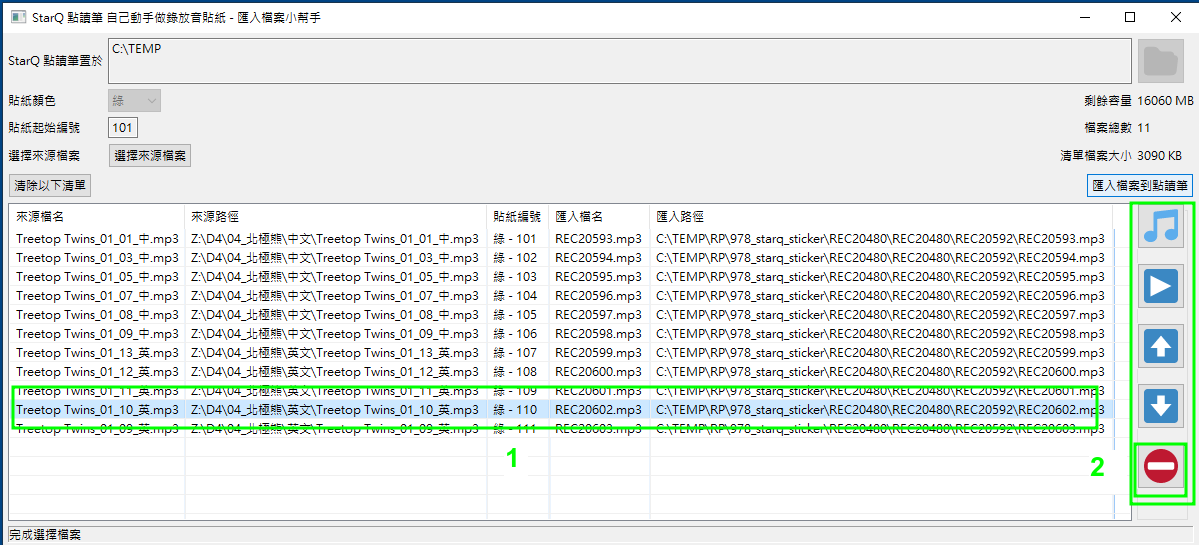 StarQ 點讀筆 自己動手做錄放音貼紙 - 匯入檔案小幫手
StarQ 點讀筆置於 C:\TEMP
貼紙顏色 綠 剩餘容量 16060 MB
貼紙起始編號 101 檔案總數 11
選擇來源檔案 選擇來源檔案 清單檔案大小 3090 KB
清除以下清單 匯入檔案到點讀筆
來源檔名 來源路徑 貼紙編號 匯入檔名 匯入路徑
Treetop Twins_01_01_中.mp3 Z:\D4\04_北極熊\中文\Treetop Twins_01_01_中.mp3 綠 - 101 REC20593.mp3 C:\TEMP\RP\978_starq_sticker\REC20480\REC20480\REC20592\REC20593.mp3
Treetop Twins_01_03_中.mp3 Z:\D4\04_北極熊\中文\Treetop Twins_01_03_中.mp3 綠 - 102 REC20594.mp3 C:\TEMP\RP\978_starq_sticker\REC20480\REC20480\REC20592\REC20594.mp3
Treetop Twins_01_05_中.mp3 Z:\D4\04_北極熊\中文\Treetop Twins_01_05_中.mp3 綠 - 103 REC20595.mp3 C:\TEMP\RP\978_starq_sticker\REC20480\REC20480\REC20592\REC20595.mp3
Treetop Twins_01_07_中.mp3 Z:\D4\04_北極熊\中文\Treetop Twins_01_07_中.mp3 綠 - 104 REC20596.mp3 C:\TEMP\RP\978_starq_sticker\REC20480\REC20480\REC20592\REC20596.mp3
Treetop Twins_01_08_中.mp3 Z:\D4\04_北極熊\中文\Treetop Twins_01_08_中.mp3 綠 - 105 REC20597.mp3 C:\TEMP\RP\978_starq_sticker\REC20480\REC20480\REC20592\REC20597.mp3
Treetop Twins_01_09_中.mp3 Z:\D4\04_北極熊\中文\Treetop Twins_01_09_中.mp3 綠 - 106 REC20598.mp3 C:\TEMP\RP\978_starq_sticker\REC20480\REC20480\REC20592\REC20598.mp3
Treetop Twins_01_13_英.mp3 Z:\D4\04_北極熊\英文\Treetop Twins_01_13_英.mp3 綠 - 107 REC20599.mp3 C:\TEMP\RP\978_starq_sticker\REC20480\REC20480\REC20592\REC20599.mp3
Treetop Twins_01_12_英.mp3 Z:\D4\04_北極熊\英文\Treetop Twins_01_12_英.mp3 綠 - 108 REC20600.mp3 C:\TEMP\RP\978_starq_sticker\REC20480\REC20480\REC20592\REC20600.mp3
Treetop Twins_01_11_英.mp3 Z:\D4\04_北極熊\英文\Treetop Twins_01_11_英.mp3 綠 - 109 REC20601.mp3 C:\TEMP\RP\978_starq_sticker\REC20480\REC20480\REC20592\REC20601.mp3
Treetop Twins_01_10_英.mp3 Z:\D4\04_北極熊\英文\Treetop Twins_01_10_英.mp3 綠 - 110 REC20602.mp3 C:\TEMP\RP\978_starq_sticker\REC20480\REC20480\REC20592\REC20602.mp3
Treetop Twins_01_09_英.mp3 Z:\D4\04_北極熊\英文\Treetop Twins_01_09_英.mp3 綠 - 111 REC20603.mp3 C:\TEMP\RP\978_starq_sticker\REC20480\REC20480\REC20592\REC20603.mp3
1 2
完成選擇檔案